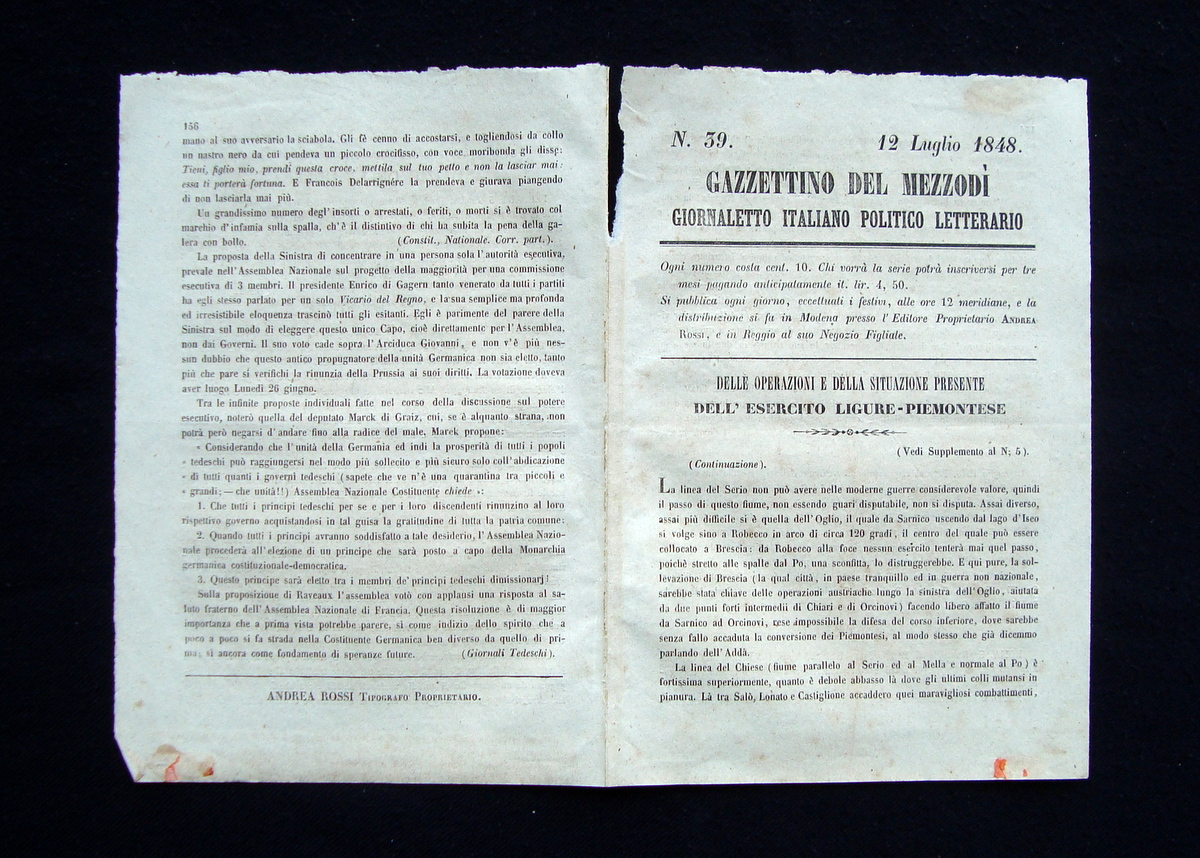 156
mano al suo avversario la sciabola. Gli fè cenno di accostarsi, e togliendosi da collo
un nastro nero da cui pendeva un piccolo crocifisso, con voce moribonda gli disse:
Tieni, figlio mio, prendi questa croce, mettila sul tuo petto e non la lasciar mai:
essa ti porterà fortuna. E Francois Delarrignére la prendeva e giurava piangendo
di non lasciarla mai più.
Un grandissimo numero degl'insorti o arrestati, o feriti, o morti si è trovato col
marchio d'infamia sulla spalla, ch'è il distintivo di chi ha subita la pena della ga-
lera con bollo. (Constit., Nationale. Corr. part.).
La proposta della Sinistra di concentrare in una persona sola l'autorità esecutiva,
prevale nell'Assemblea Nazionale sul progetto della maggiorità per una commissione
esecutiva di 3 membri. Il presidente Enrico di Gagern tanto venerato da tutti i partiti
ha egli stesso parlato per un solo Vicario del Regno, e la sua semplice ma profonda
ed irresistibile eloquenza trascinò tutti gli esitanti. Egli è parimente del parere della
Sinistra sul modo di eleggere questo unico Capo, cioè direttamente per l'Assemblea,
non dai Governi. Il suo voto cade sopra l'Arciduca Giovanni, e non v'è più nes-
sun dubbio che questo antico propugnatore della unità Germanica non sia eletto, tanto
più che pare si verifichi la rinunzia della Prussia ai suoi diritti. La votazione doveva
aver luogo Lunedì 26 giugno.
Tra le infinite proposte individuali fatte nel corso della discussione sul potere
esecutivo, noterò quella del deputato Marck di Graiz, cui, se è alquanto strana, non
potrà però negarsi d'andare fino alla radice del male. Marek propone:
« Considerando che l'unità della Germania ed indi la prosperità di tutti i popoli
« tedeschi può raggiungersi nel modo più sollecito e più sicuro solo coll'abdicazione
« di tutti quanti i governi tedeschi (sapete che ve n'è una quarantina tra piccoli e
« grandi; — che unità!!) Assemblea Nazionale Costituente chiede »:
1. Che tutti i principi tedeschi per se e per i loro discendenti rinunzino al loro
rispettivo governo acquistandosi in tal guisa la gratitudine di tutta la patria comune:
2. Quando tutti i principi avranno soddisfatto a tale desiderio, l'Assemblea Nazio-
nale procederà all'elezione di un principe che sarà posto a capo della Monarchia
germanica costituzionale-democratica.
3. Questo principe sarà eletto tra i membri de' principi tedeschi dimissionarj!
Sulla proposizione di Raveaux l'assemblea votò con applausi una risposta al sa-
luto fraterno dell'Assemblea Nazionale di Francia. Questa risoluzione è di maggior
importanza che a prima vista potrebbe parere, sì come indizio dello spirito che a
poco a poco si fa strada nella Costituente Germanica ben diverso da quello di pri-
ma; sì ancora come fondamento di speranze future. (Giornali Tedeschi).
ANDREA ROSSI TIPOGRAFO PROPRIETARIO.
N. 39. 12 Luglio 1848.
GAZZETTINO DEL MEZZODÌ
GIORNALETTO ITALIANO POLITICO LETTERARIO
Ogni numero costa cent. 10. Chi vorrà la serie potrà inscriversi per tre
mesi pagando anticipatamente it. lir. 4, 50.
Si pubblica ogni giorno, eccettuati i festivi, alle ore 12 meridiane, e la
distribuzione si fa in Modena presso l'Editore Proprietario ANDREA
ROSSI, e in Reggio al suo Negozio Figliale.
DELLE OPERAZIONI E DELLA SITUAZIONE PRESENTE
DELL' ESERCITO LIGURE-PIEMONTESE
(Vedi Supplemento al N; 5).
(Continuazione).
La linea del Serio non può avere nelle moderne guerre considerevole valore, quindi
il passo di questo fiume, non essendo guari disputabile, non si disputa. Assai diverso,
assai più difficile si è quella dell'Oglio, il quale da Sarnico uscendo dal lago d'Iseo
si volge sino a Robecco in arco di circa 120 gradi, il centro del quale può essere
collocato a Brescia: da Robecco alla foce nessun esercito tenterà mai quel passo,
poichè stretto alle spalle dal Po, una sconfitta, lo distruggerebbe. E qui pure, la sol-
levazione di Brescia (la qual città, in paese tranquillo ed in guerra non nazionale,
sarebbe stata chiave delle operazioni austriache lungo la sinistra dell'Oglio, aiutata
da due punti forti intermedii di Chiari e di Orcinovi) facendo libero affatto il fiume
da Sarnico ad Orcinovi, rese impossibile la difesa del corso inferiore, dove sarebbe
senza fallo accaduta la conversione dei Piemontesi, al modo stesso che già dicemmo
parlando dell'Adda.
La linea del Chiese (fiume parallelo al Serio ed al Mella e normale al Po) è
fortissima superiormente, quanto è debole abbasso là dove gli ultimi colli mutansi in
pianura. Là tra Salò, Lonato e Castiglione accaddero quei maravigliosi combattimenti,